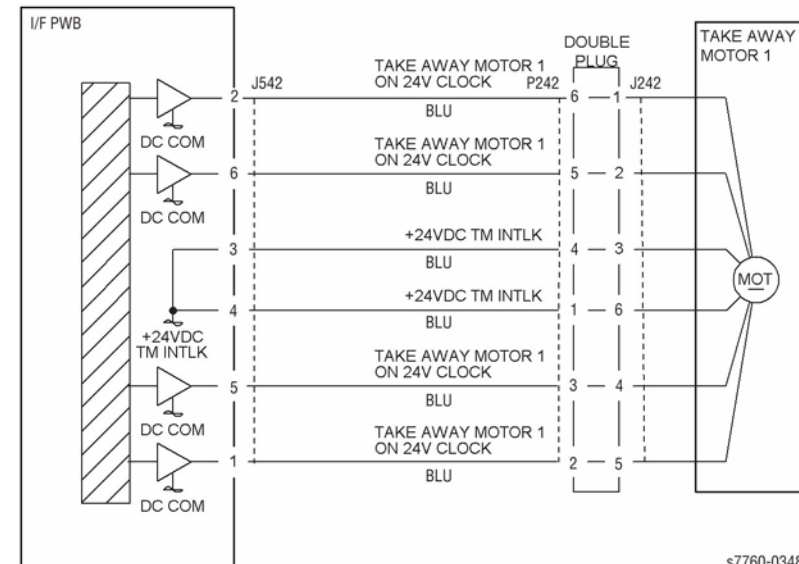 I/F PWB
TAKE AWAY
MOTOR 1
DOUBLE
PLUG
TAKE AWAY MOTOR 1
ON 24V CLOCK
2 J542 P242 6 1 J242
BLU
DC COM
TAKE AWAY MOTOR 1
ON 24V CLOCK
6 5 2
BLU
DC COM
+24VDC TM INTLK
3 4 3
BLU
MOT
+24VDC TM INTLK
4 1 6
BLU
+24VDC
TM INTLK
TAKE AWAY MOTOR 1
ON 24V CLOCK
5 3 4
BLU
DC COM
TAKE AWAY MOTOR 1
ON 24V CLOCK
1 2 5
BLU
DC COM
s7760-0348